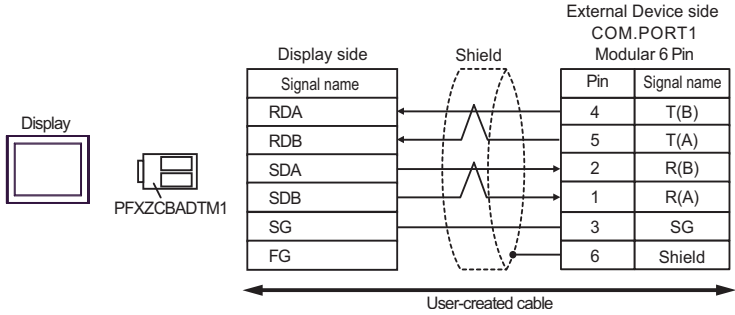 External Device side
COM.PORT1
Display side Shield Modular 6 Pin
Signal name Pin Signal name
RDA 4 T(B)
Display
RDB 5 T(A)
SDA 2 R(B)
SDB 1 R(A)
PFXZCBADTM1
SG 3 SG
FG 6 Shield
User-created cable